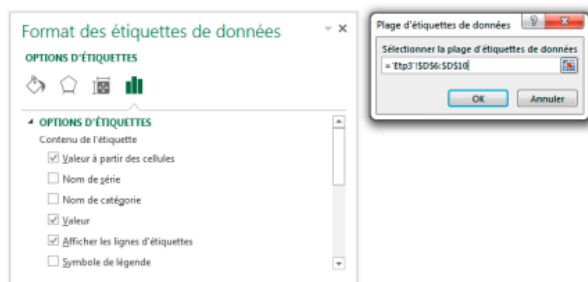 Format des étiquettes de données
OPTIONS D'ÉTIQUETTES
OPTIONS D'ÉTIQUETTES
Contenu de l'étiquette
Valeur à partir des cellules
Nom de série
Nom de catégorie
Valeur
Afficher les lignes d'étiquettes
Symbole de légende
Plage d'étiquettes de données
Sélectionner la plage d'étiquettes de données
='Etp3'!$D$6:$D$10
OK
Annuler